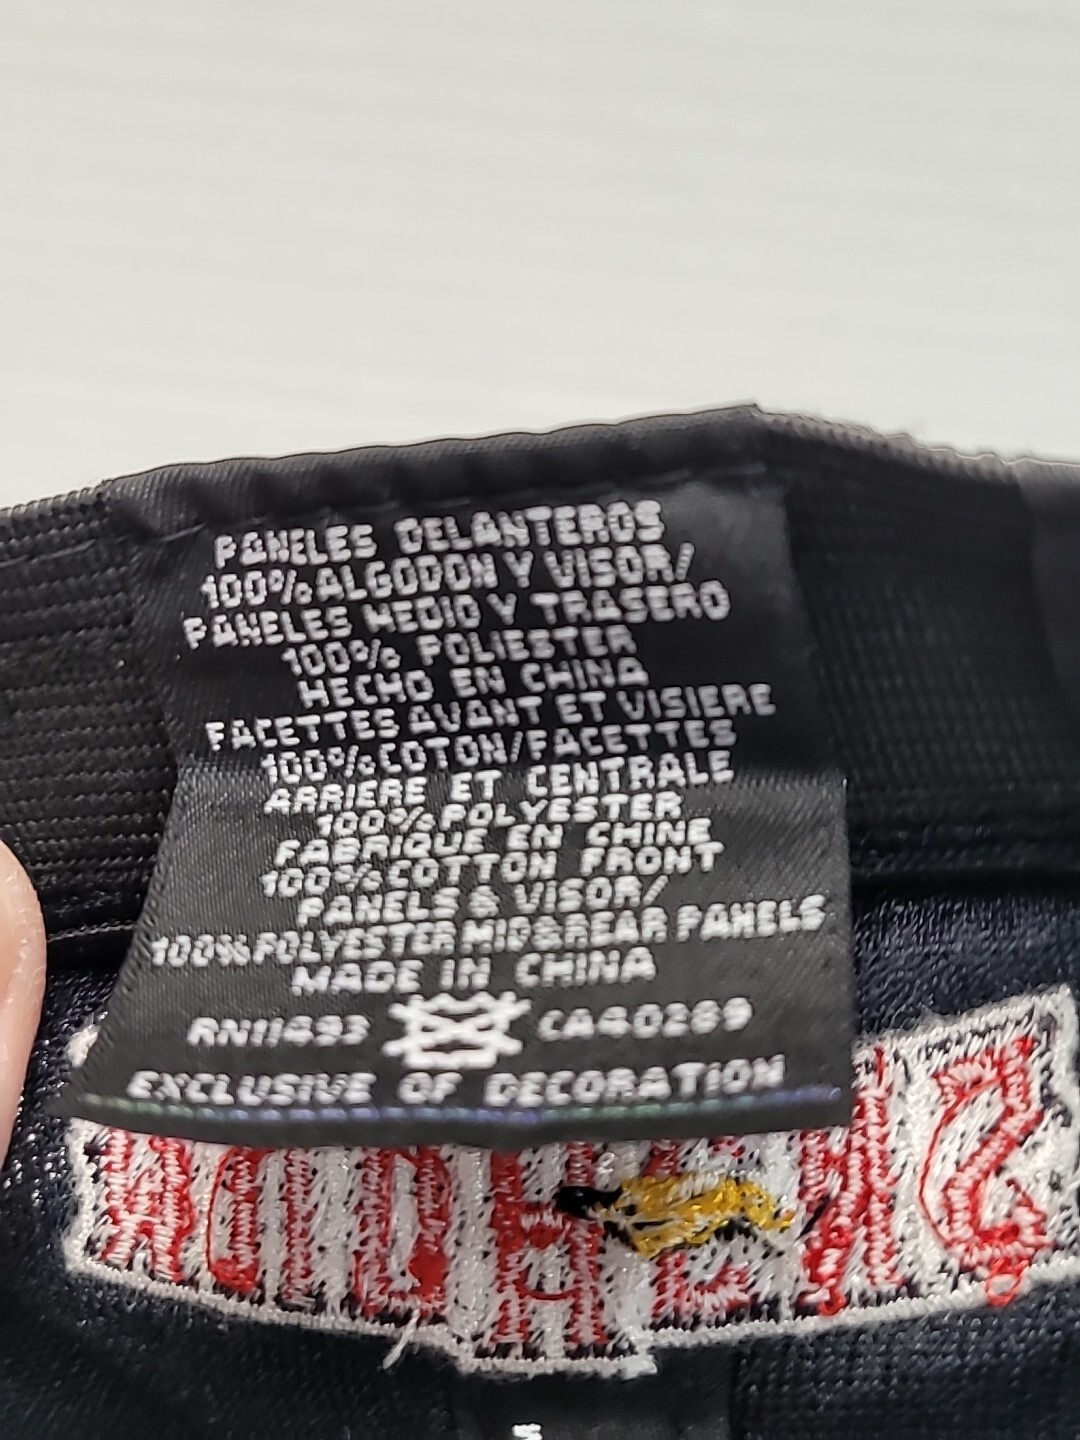 PANELES DELANTEROS
100% ALGODON Y VISOR/
PANELES MEDIO Y TRASERO
100% POLIESTER
HECHO EN CHINA
FACETTES AVANT ET VISIERE
100% COTON/FACETTES
ARRIERE ET CENTRALE
100% POLYESTER
FABRIQUE EN CHINE
100% COTTON FRONT
PANELS & VISOR/
100% POLYESTER MID&REAR PANELS
MADE IN CHINA
RN11493 CA40289
EXCLUSIVE OF DECORATION